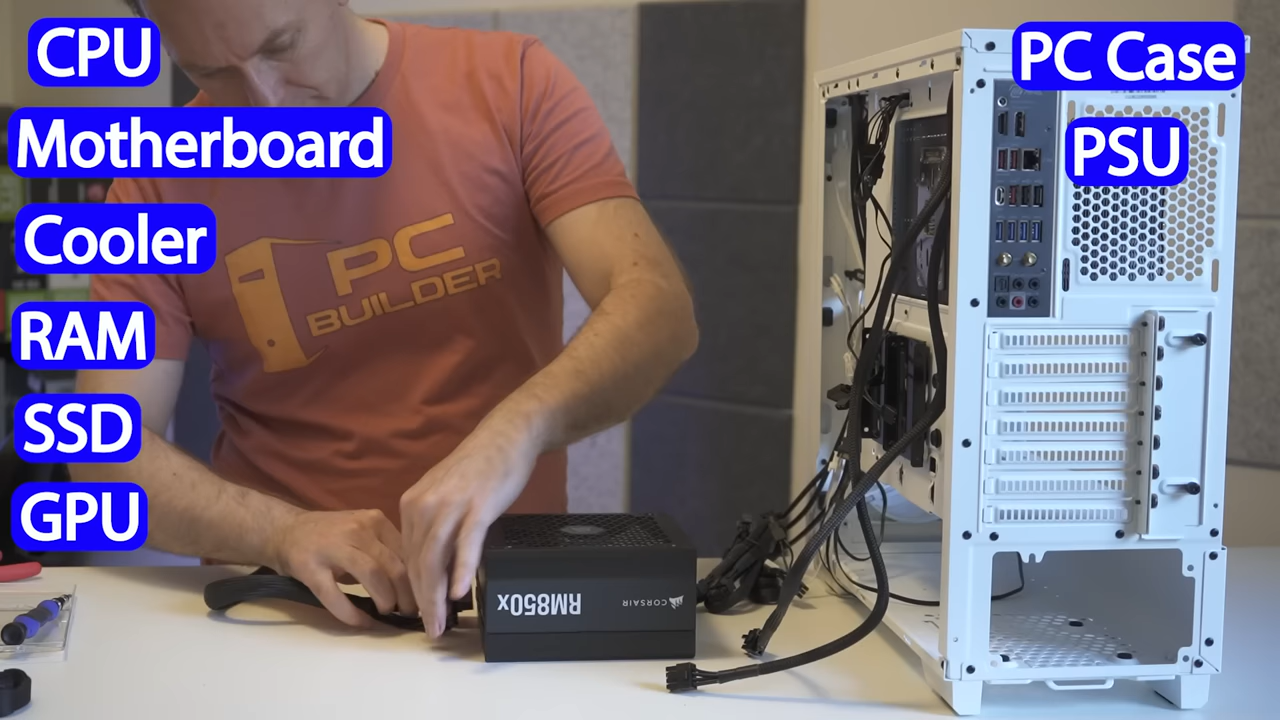 CPU
Motherboard
Cooler
RAM
SSD
GPU
PC Case
PSU
PC
BUILDER
RM850x
CORSAIR